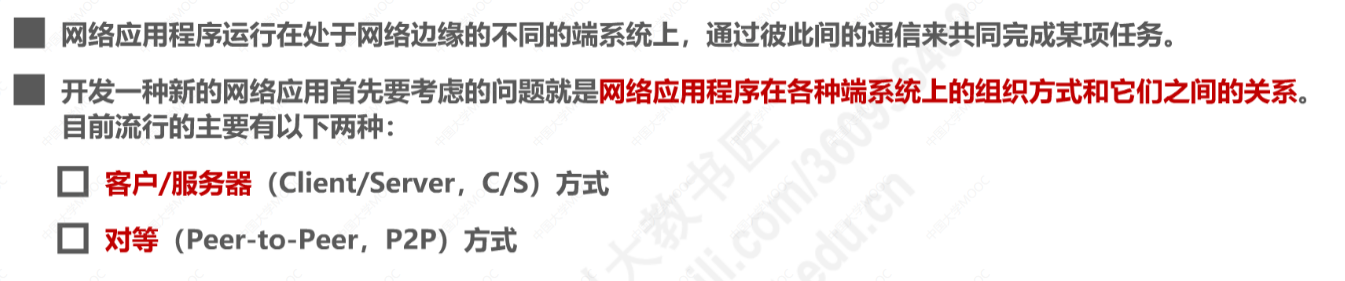 网络应用程序运行在处于网络边缘的不同的端系统上，通过彼此间的通信来共同完成某项任务。
开发一种新的网络应用首先要考虑的问题就是网络应用程序在各种端系统上的组织方式和它们之间的关系。
目前流行的主要有以下两种：
客户/服务器（Client/Server，C/S）方式
对等（Peer-to-Peer，P2P）方式